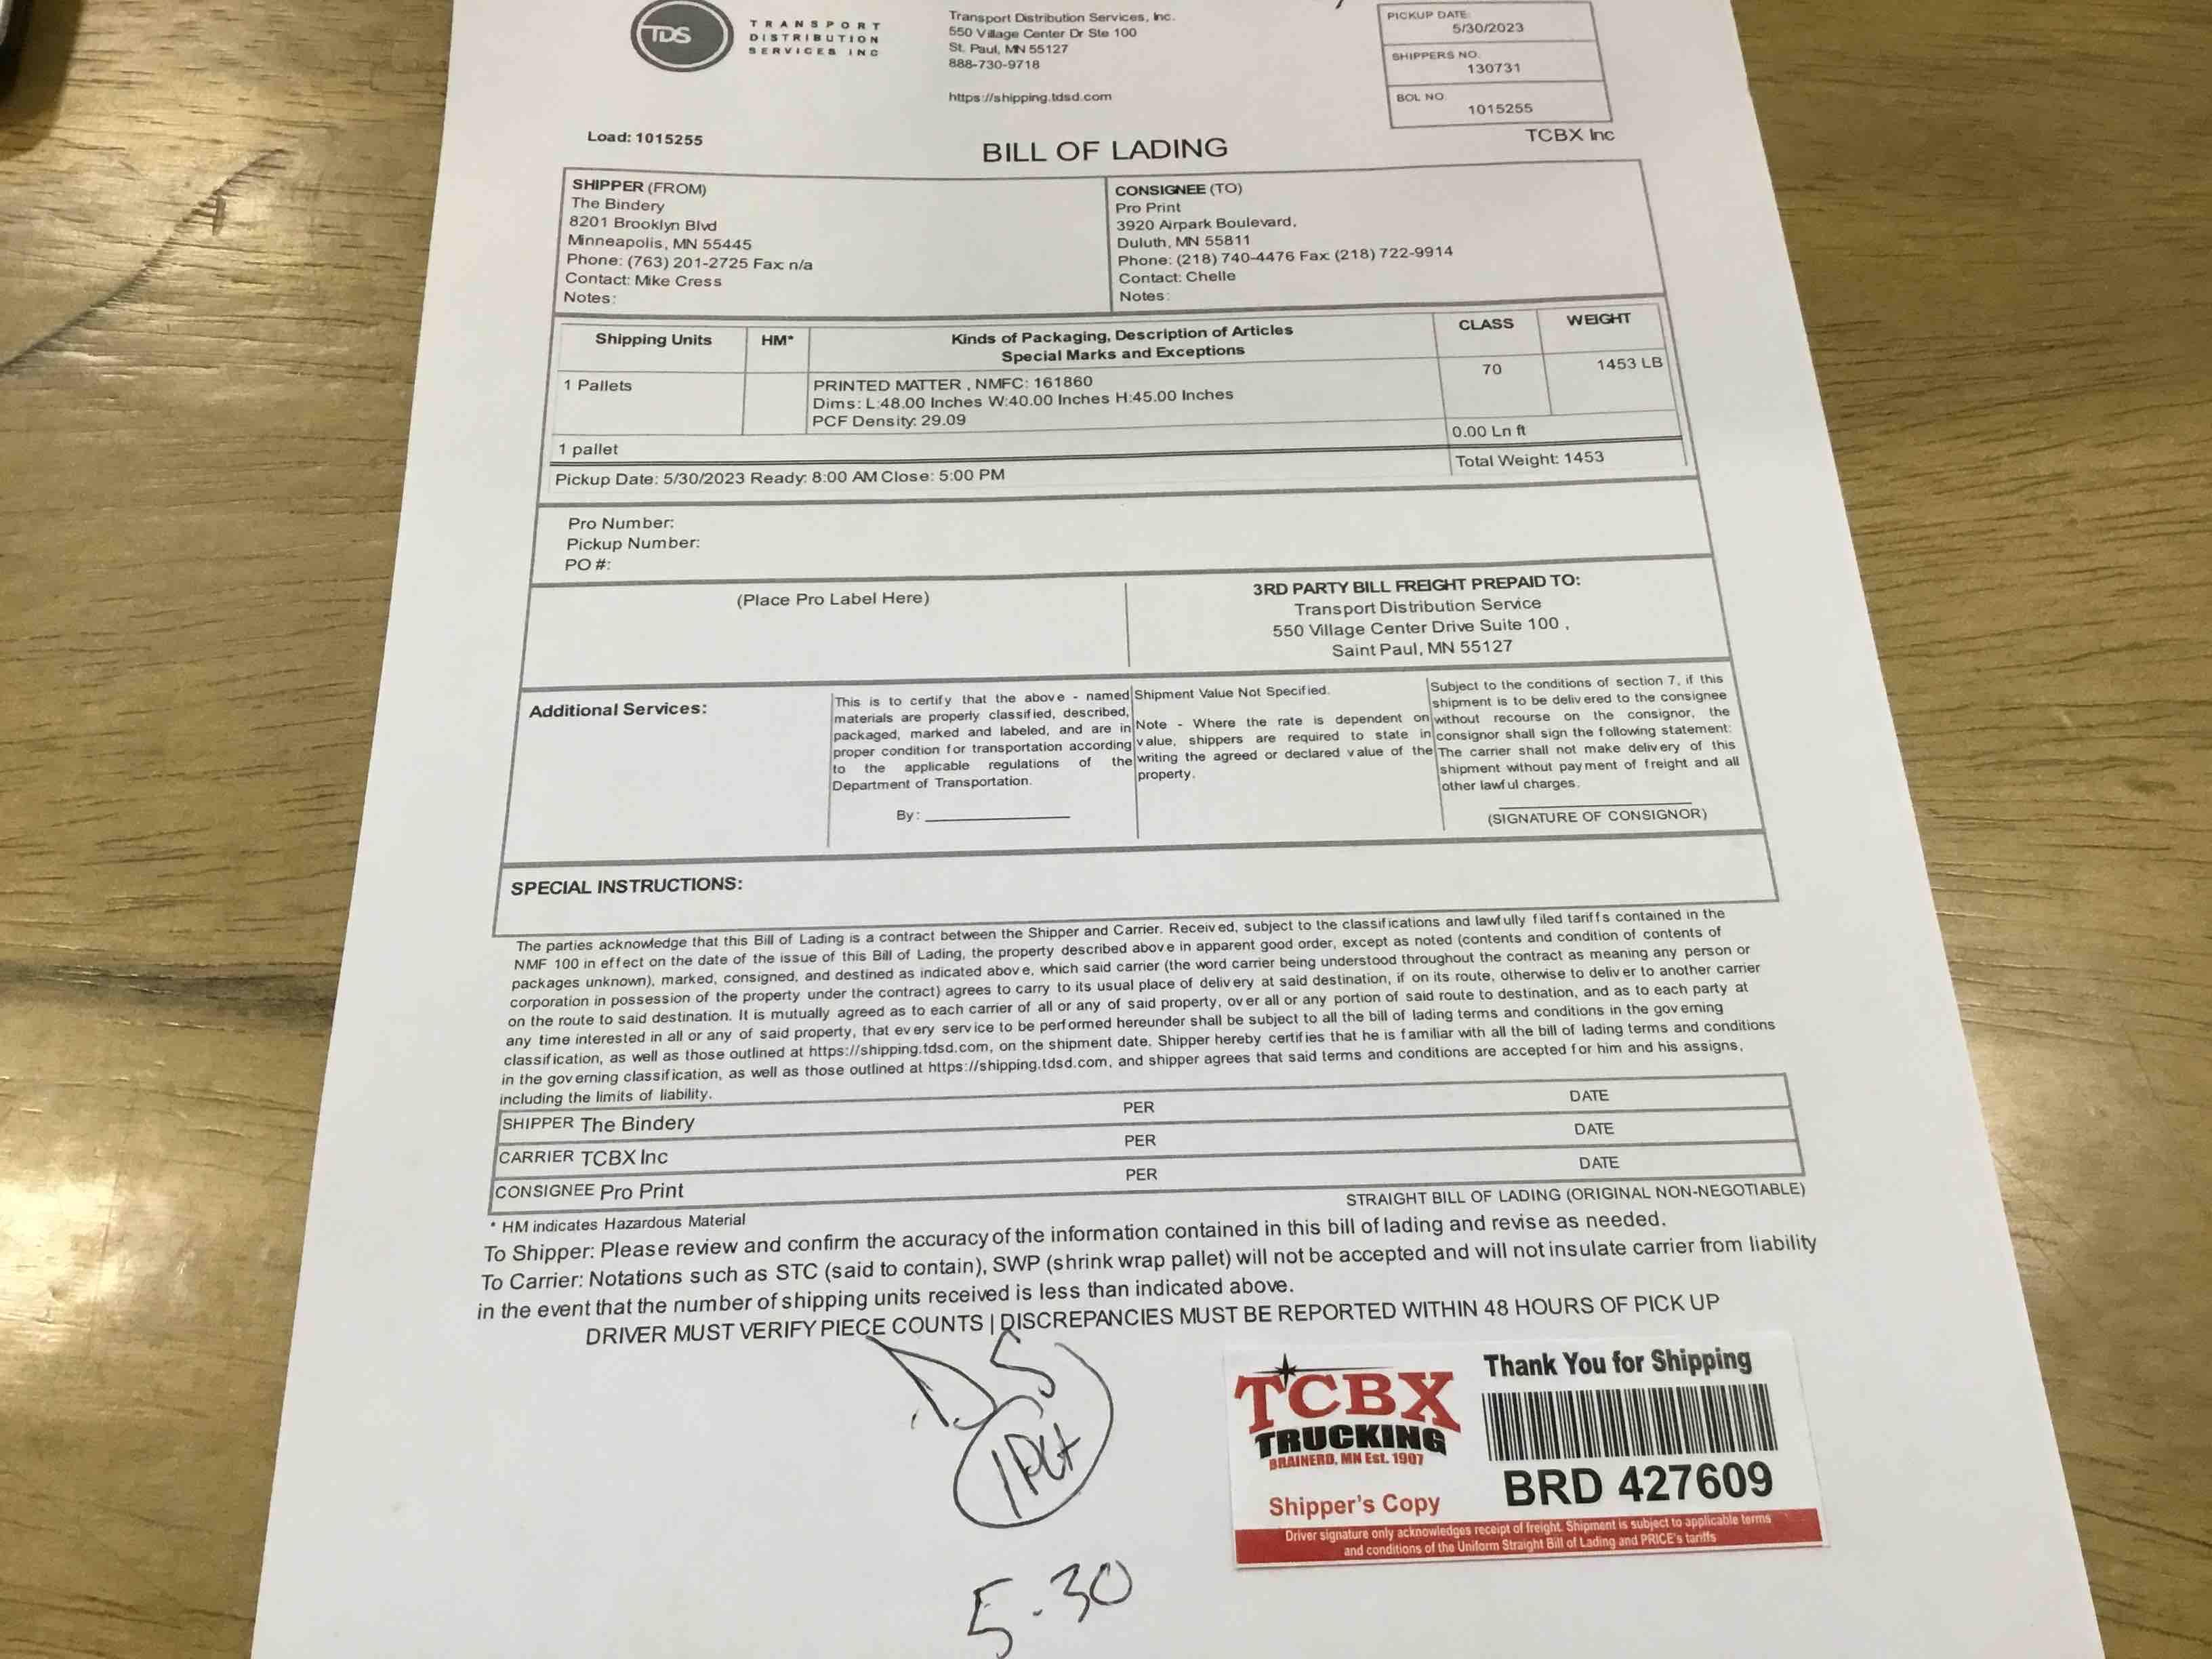 TDS
TRANSPORT
DISTRIBUTION
SERVICES INC
Transport Distribution Services, Inc.
550 Village Center Dr Ste 100
St. Paul, MN 55127
888-730-9718
https://shipping.tdsd.com
PICKUP DATE
5/30/2023
SHIPPERS NO.
130731
BOL NO
1015255
Load: 1015255
BILL OF LADING
TCBX Inc
SHIPPER (FROM)
The Bindery
8201 Brooklyn Blvd
Minneapolis, MN 55445
Phone: (763) 201-2725 Fax: n/a
Contact: Mike Cress
Notes:
CONSIGNEE (TO)
Pro Print
3920 Airpark Boulevard,
Duluth, MN 55811
Phone: (218) 740-4476 Fax: (218) 722-9914
Contact: Chelle
Notes:
Shipping Units HM* Kinds of Packaging, Description of Articles CLASS WEIGHT
Special Marks and Exceptions
1 Pallets PRINTED MATTER , NMFC: 161860 70 1453 LB
Dims: L:48.00 Inches W:40.00 Inches H:45.00 Inches
PCF Density: 29.09
0.00 Ln ft
1 pallet
Total Weight: 1453
Pickup Date: 5/30/2023 Ready: 8:00 AM Close: 5:00 PM
Pro Number:
Pickup Number:
PO #:
(Place Pro Label Here)
3RD PARTY BILL FREIGHT PREPAID TO:
Transport Distribution Service
550 Village Center Drive Suite 100 ,
Saint Paul, MN 55127
Additional Services:
This is to certify that the above - named
materials are properly classified, described,
packaged, marked and labeled, and are in
proper condition for transportation according
to the applicable regulations of the
Department of Transportation.
By:
Shipment Value Not Specified.
Note - Where the rate is dependent on
value, shippers are required to state in
writing the agreed or declared value of the
property.
Subject to the conditions of section 7, if this
shipment is to be delivered to the consignee
without recourse on the consignor, the
consignor shall sign the following statement:
The carrier shall not make delivery of this
shipment without payment of freight and all
other lawful charges.
(SIGNATURE OF CONSIGNOR)
SPECIAL INSTRUCTIONS:
The parties acknowledge that this Bill of Lading is a contract between the Shipper and Carrier. Received, subject to the classifications and lawfully filed tariffs contained in the
NMF 100 in effect on the date of the issue of this Bill of Lading, the property described above in apparent good order, except as noted (contents and condition of contents of
packages unknown), marked, consigned, and destined as indicated above, which said carrier (the word carrier being understood throughout the contract as meaning any person or
corporation in possession of the property under the contract) agrees to carry to its usual place of delivery at said destination, if on its route, otherwise to deliver to another carrier
on the route to said destination. It is mutually agreed as to each carrier of all or any of said property, over all or any portion of said route to destination, and as to each party at
any time interested in all or any of said property, that every service to be performed hereunder shall be subject to all the bill of lading terms and conditions in the governing
classification, as well as those outlined at https://shipping.tdsd.com, on the shipment date. Shipper hereby certifies that he is familiar with all the bill of lading terms and conditions
in the governing classification, as well as those outlined at https://shipping.tdsd.com, and shipper agrees that said terms and conditions are accepted for him and his assigns,
including the limits of liability.
SHIPPER The Bindery PER DATE
CARRIER TCBX Inc PER DATE
CONSIGNEE Pro Print PER DATE
* HM indicates Hazardous Material STRAIGHT BILL OF LADING (ORIGINAL NON-NEGOTIABLE)
To Shipper: Please review and confirm the accuracy of the information contained in this bill of lading and revise as needed.
To Carrier: Notations such as STC (said to contain), SWP (shrink wrap pallet) will not be accepted and will not insulate carrier from liability
in the event that the number of shipping units received is less than indicated above.
DRIVER MUST VERIFY PIECE COUNTS | DISCREPANCIES MUST BE REPORTED WITHIN 48 HOURS OF PICK UP
DS
1 Plt
5-30
TCBX
TRUCKING
BRAINERD, MN Est. 1907
Shipper's Copy
Thank You for Shipping
BRD 427609
Driver signature only acknowledges receipt of freight. Shipment is subject to applicable terms
and conditions of the Uniform Straight Bill of Lading and PRICE's tariffs